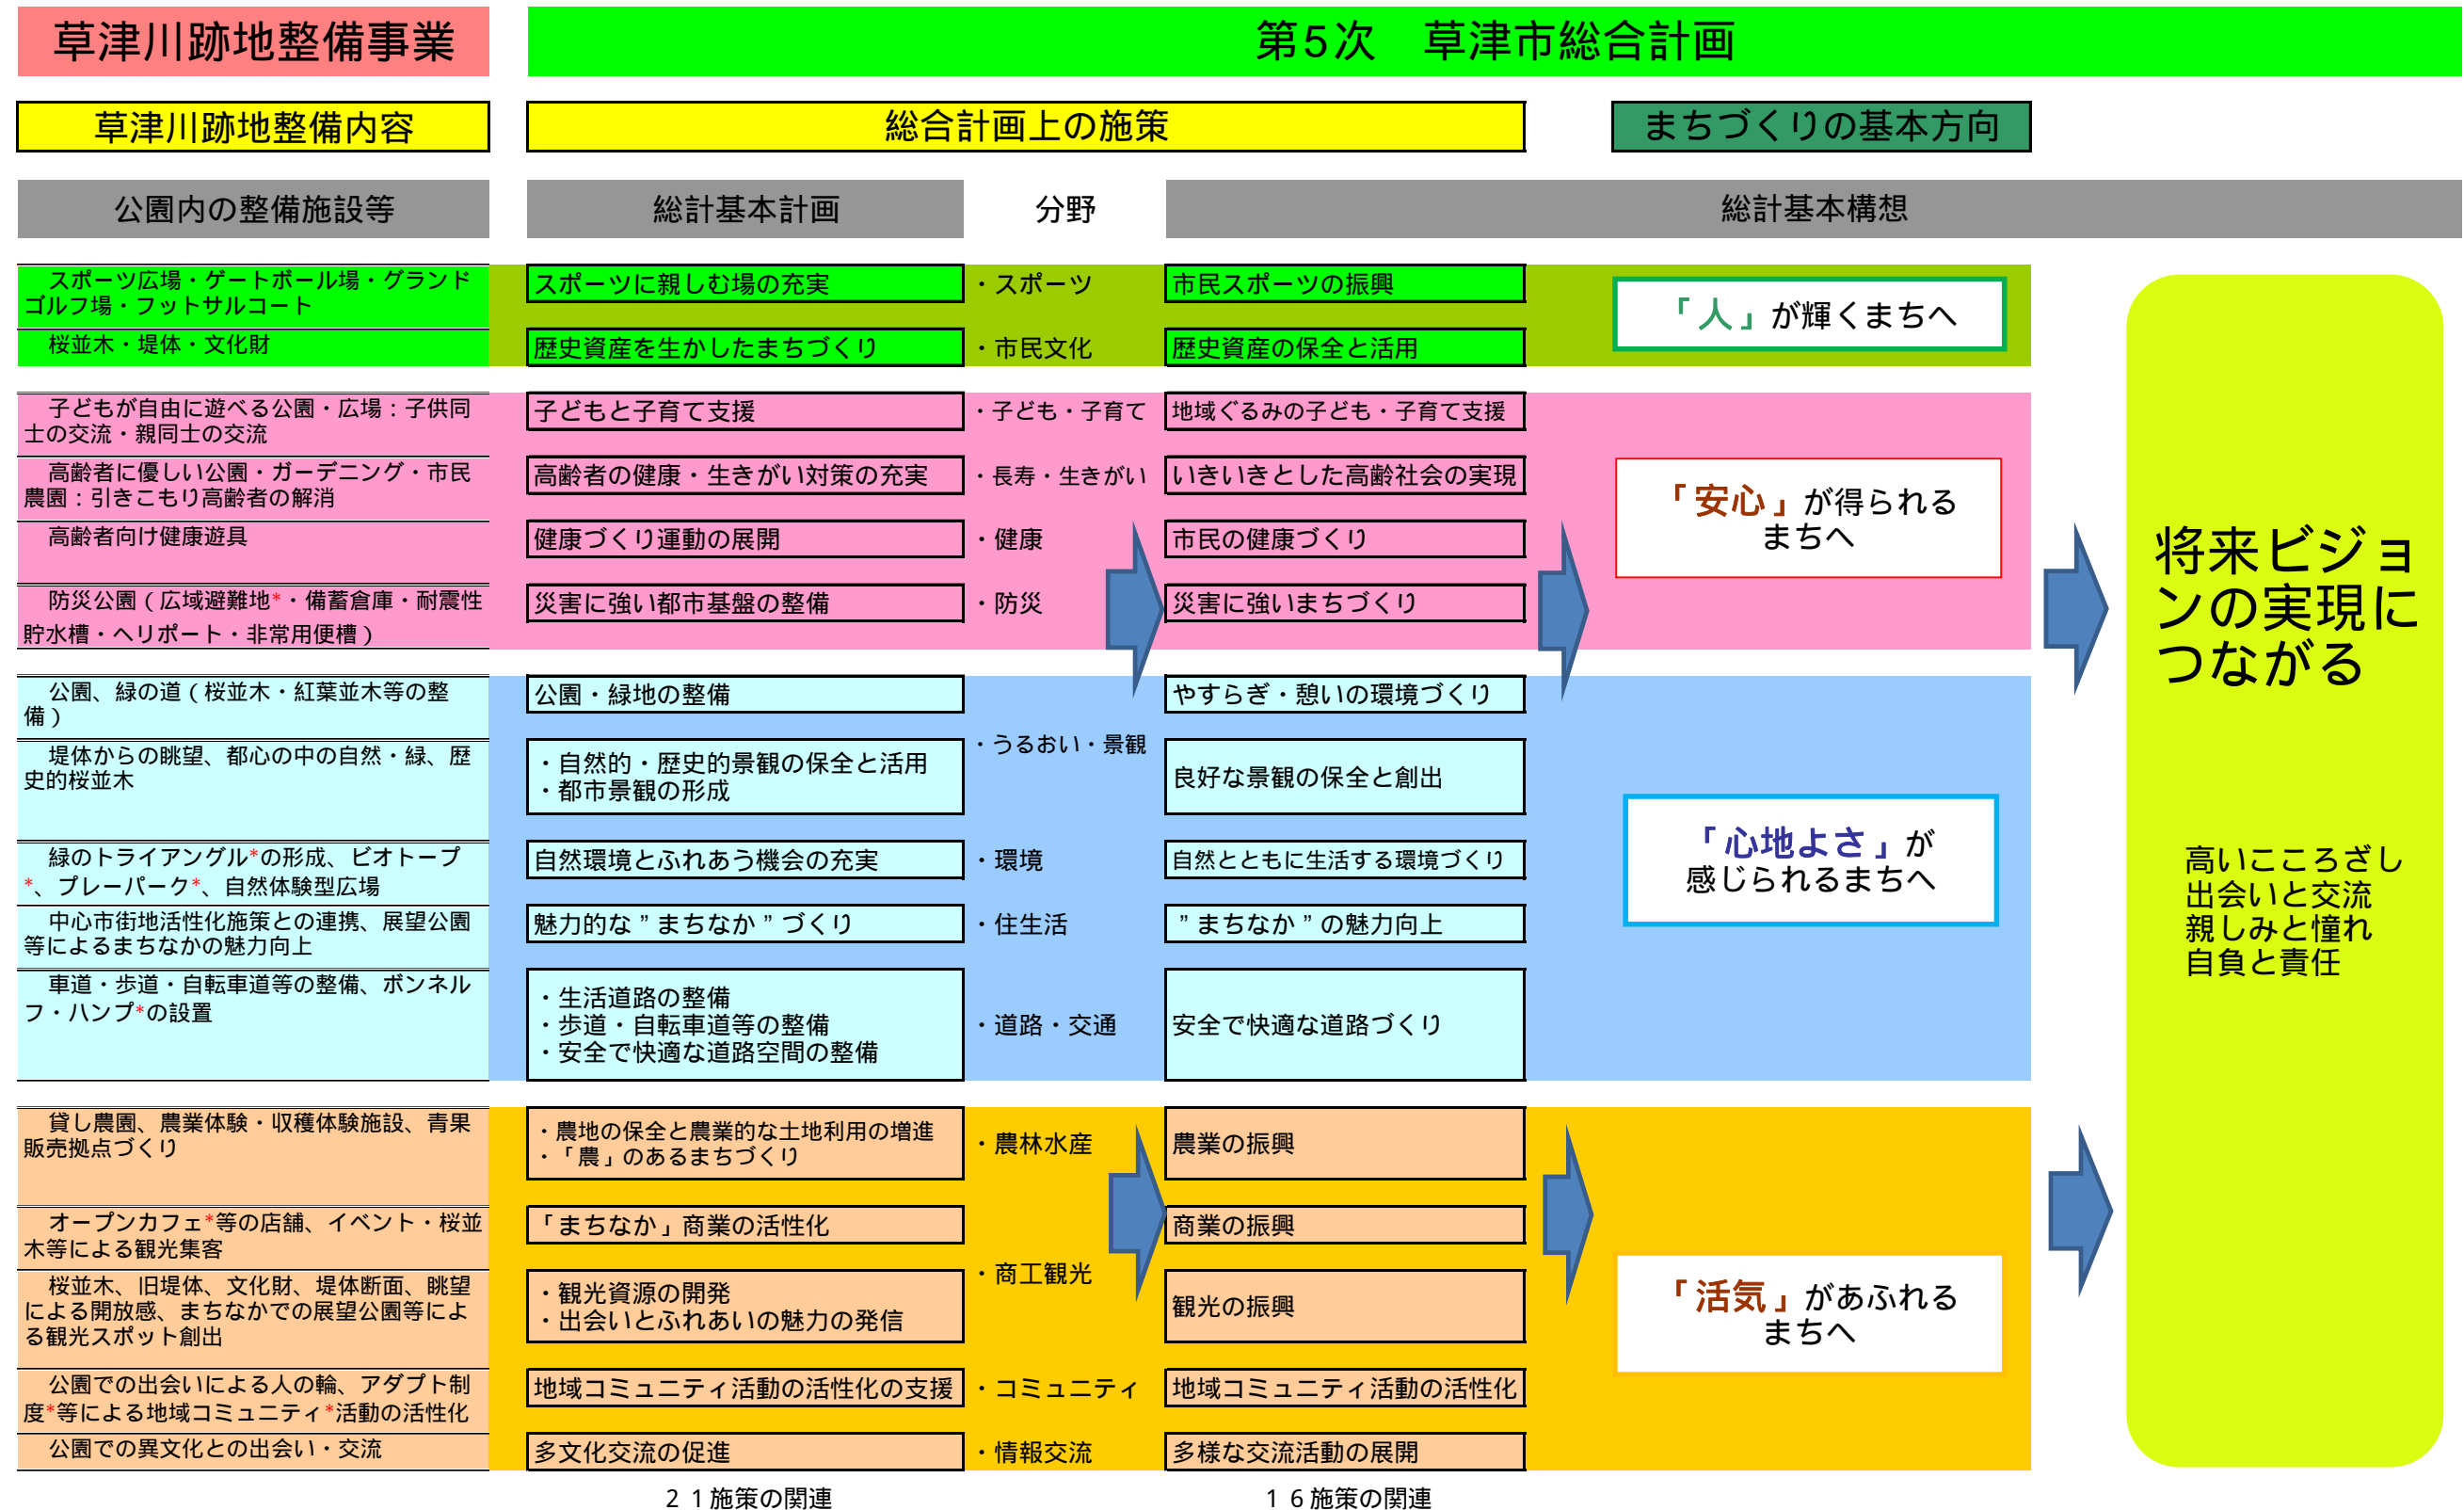 草津川跡地整備事業
第5次　草津市総合計画
草津川跡地整備内容
総合計画上の施策
まちづくりの基本方向
公園内の整備施設等
総計基本計画
分野
総計基本構想
スポーツ広場・ゲートボール場・グランド
ゴルフ場・フットサルコート
スポーツに親しむ場の充実
・スポーツ
市民スポーツの振興
「人」が輝くまちへ
桜並木・堤体・文化財
歴史資産を生かしたまちづくり
・市民文化
歴史資産の保全と活用
子どもが自由に遊べる公園・広場：子供同
士の交流・親同士の交流
子どもと子育て支援
・子ども・子育て
地域ぐるみの子ども・子育て支援
高齢者に優しい公園・ガーデニング・市民
農園：引きこもり高齢者の解消
高齢者の健康・生きがい対策の充実
・長寿・生きがい
いきいきとした高齢社会の実現
「安心」が得られる
まちへ
高齢者向け健康遊具
健康づくり運動の展開
・健康
市民の健康づくり
防災公園（広域避難地*・備蓄倉庫・耐震性
貯水槽・ヘリポート・非常用便槽）
災害に強い都市基盤の整備
・防災
災害に強いまちづくり
公園、緑の道（桜並木・紅葉並木等の整
備）
公園・緑地の整備
・うるおい・景観
やすらぎ・憩いの環境づくり
堤体からの眺望、都心の中の自然・緑、歴
史的桜並木
・自然的・歴史的景観の保全と活用
・都市景観の形成
良好な景観の保全と創出
緑のトライアングル*の形成、ビオトープ
*、プレーパーク*、自然体験型広場
自然環境とふれあう機会の充実
・環境
自然とともに生活する環境づくり
「心地よさ」が
感じられるまちへ
中心市街地活性化施策との連携、展望公園
等によるまちなかの魅力向上
魅力的な”まちなか”づくり
・住生活
”まちなか”の魅力向上
車道・歩道・自転車道等の整備、ボンネル
フ・ハンプ*の設置
・生活道路の整備
・歩道・自転車道等の整備
・安全で快適な道路空間の整備
・道路・交通
安全で快適な道路づくり
貸し農園、農業体験・収穫体験施設、青果
販売拠点づくり
・農地の保全と農業的な土地利用の増進
・「農」のあるまちづくり
・農林水産
農業の振興
オープンカフェ*等の店舗、イベント・桜並
木等による観光集客
「まちなか」商業の活性化
・商工観光
商業の振興
桜並木、旧堤体、文化財、堤体断面、眺望
による開放感、まちなかでの展望公園等によ
る観光スポット創出
・観光資源の開発
・出会いとふれあいの魅力の発信
観光の振興
「活気」があふれる
まちへ
公園での出会いによる人の輪、アダプト制
度*等による地域コミュニティ*活動の活性化
地域コミュニティ活動の活性化の支援
・コミュニティ
地域コミュニティ活動の活性化
公園での異文化との出会い・交流
多文化交流の促進
・情報交流
多様な交流活動の展開
将来ビジョ
ンの実現に
つながる
高いこころざし
出会いと交流
親しみと憧れ
自負と責任
２１施策の関連
１６施策の関連